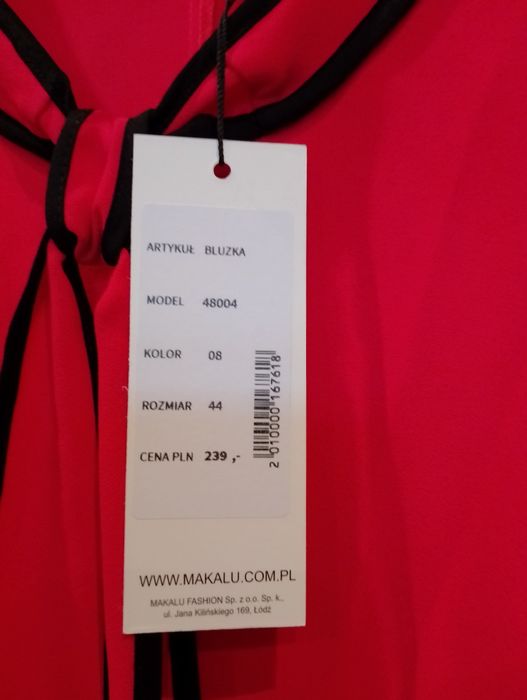 ARTYKUŁ BLUZKA
MODEL 48004
KOLOR 08
ROZMIAR 44
CENA PLN 239 ,-
2 010000 167618
WWW.MAKALU.COM.PL
MAKALU FASHION Sp. z o.o. Sp. k.,
ul. Jana Kilińskiego 169, Łódź